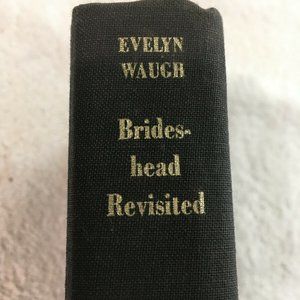 EVELYN
WAUGH
Brides-
head
Revisited